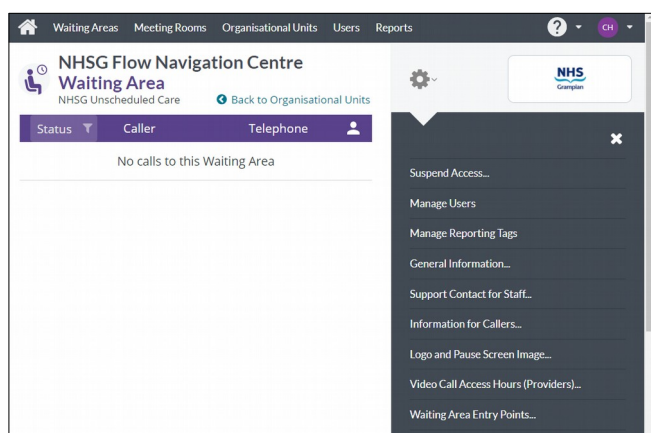 Waiting Areas Meeting Rooms Organisational Units Users Reports ? CH
NHSG Flow Navigation Centre
Waiting Area
NHSG Unscheduled Care Back to Organisational Units
NHS
Grampian
Status Caller Telephone
No calls to this Waiting Area
Suspend Access...
Manage Users
Manage Reporting Tags
General Information...
Support Contact for Staff...
Information for Callers...
Logo and Pause Screen Image...
Video Call Access Hours (Providers)...
Waiting Area Entry Points...